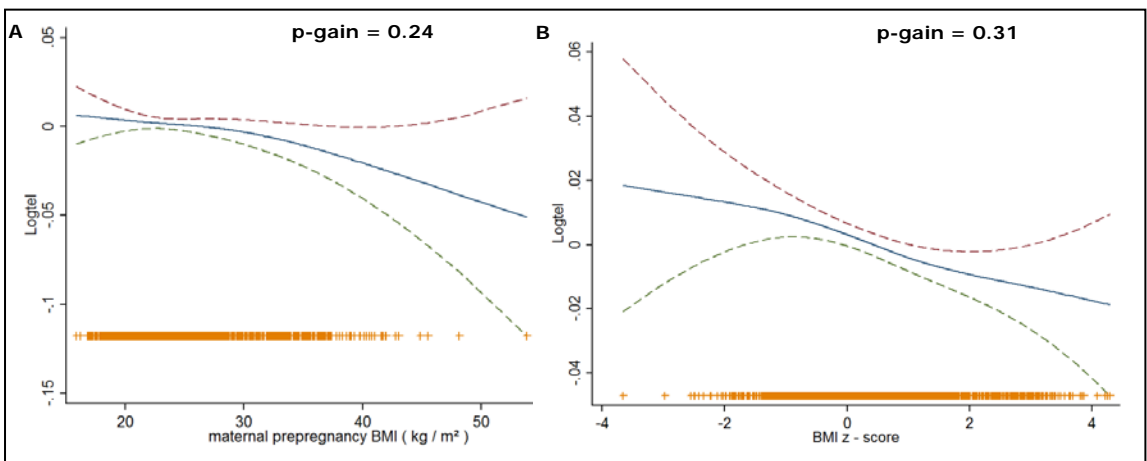 A
p-gain = 0.24
.05
0
-.05
-.1
-.15
Logtel
20 30 40 50
maternal prepregnancy BMI ( kg / m² )
B
p-gain = 0.31
.06
.04
.02
0
-.02
-.04
Logtel
-4 -2 0 2 4
BMI z - score